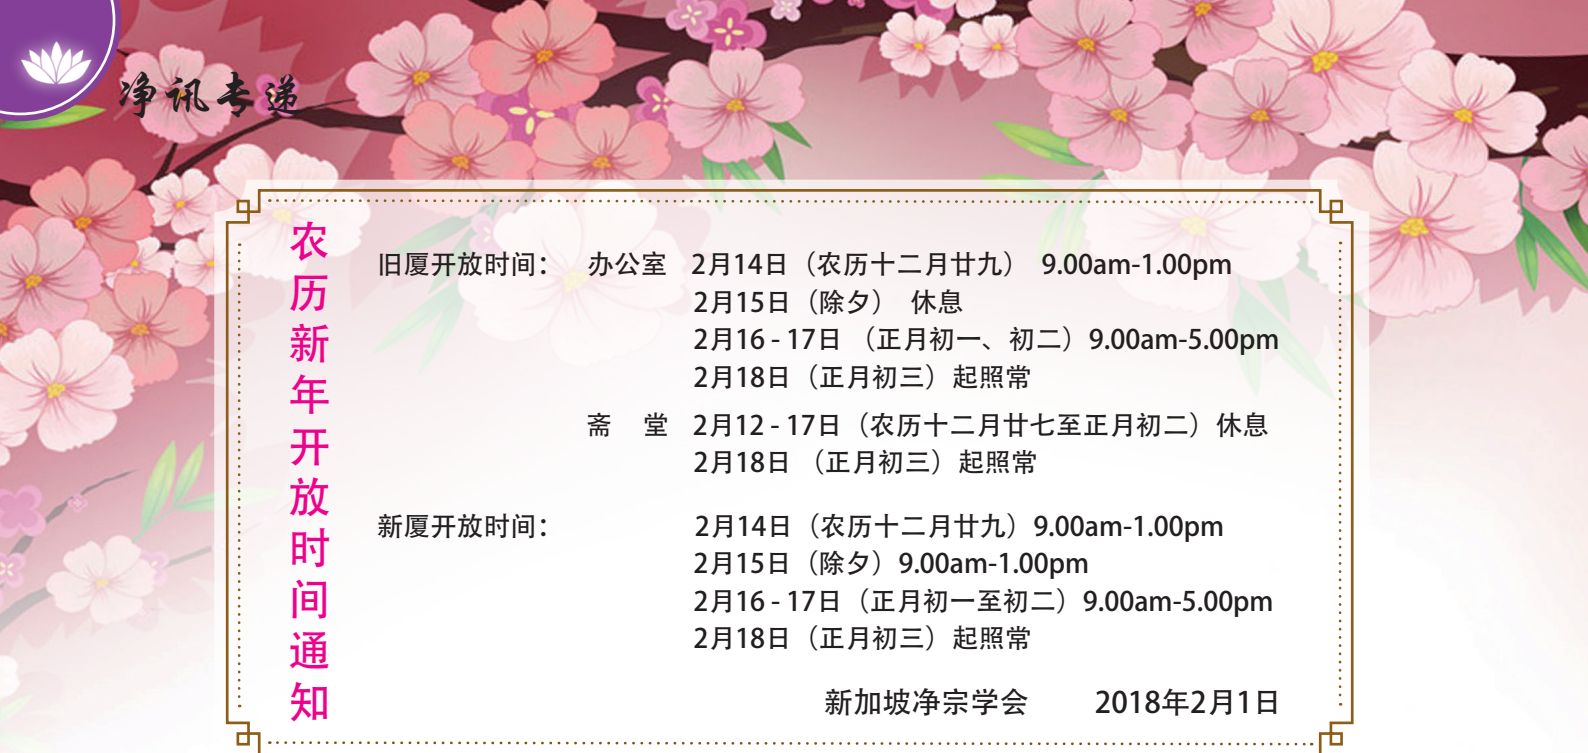 净讯专递
农历新年开放时间通知
旧厦开放时间： 办公室 2月14日（农历十二月廿九） 9.00am-1.00pm
2月15日（除夕） 休息
2月16 - 17日 （正月初一、初二）9.00am-5.00pm
2月18日（正月初三）起照常
斋 堂 2月12 - 17日（农历十二月廿七至正月初二）休息
2月18日 （正月初三）起照常
新厦开放时间： 2月14日（农历十二月廿九）9.00am-1.00pm
2月15日（除夕）9.00am-1.00pm
2月16 - 17日（正月初一至初二）9.00am-5.00pm
2月18日（正月初三）起照常
新加坡净宗学会 2018年2月1日